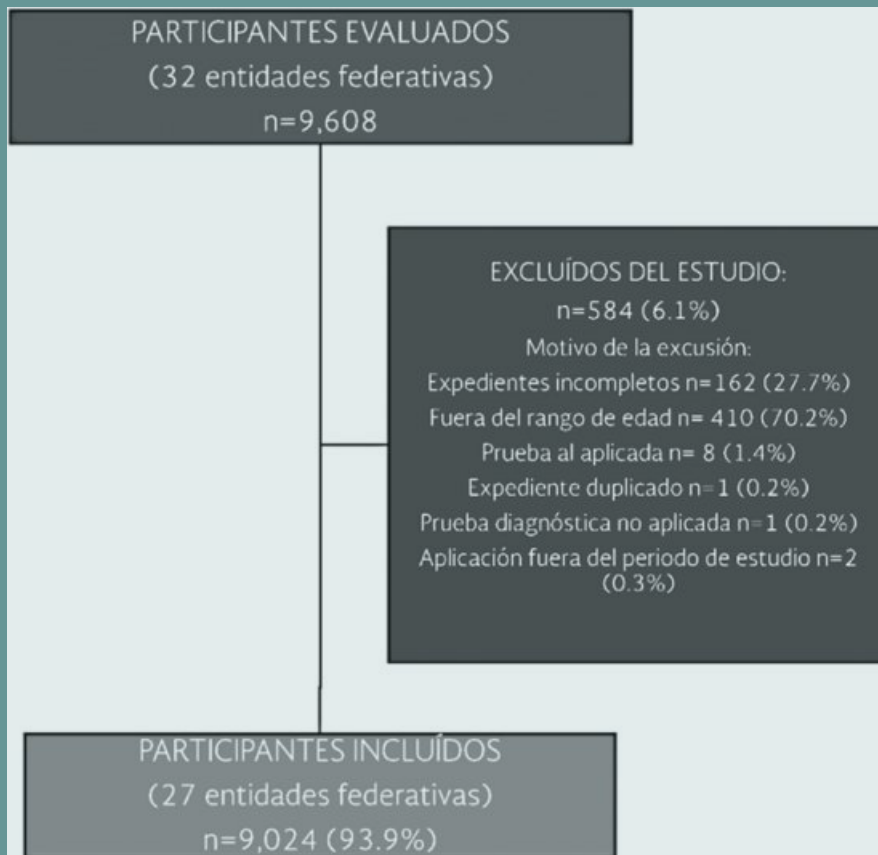 PARTICIPANTES EVALUADOS
(32 entidades federativas)
n=9,608
EXCLUÍDOS DEL ESTUDIO:
n=584 (6.1%)
Motivo de la excusión:
Expedientes incompletos n=162 (27.7%)
Fuera del rango de edad n= 410 (70.2%)
Prueba al aplicada n= 8 (1.4%)
Expediente duplicado n=1 (0.2%)
Prueba diagnóstica no aplicada n=1 (0.2%)
Aplicación fuera del periodo de estudio n=2
(0.3%)
PARTICIPANTES INCLUÍDOS
(27 entidades federativas)
n=9,024 (93.9%)